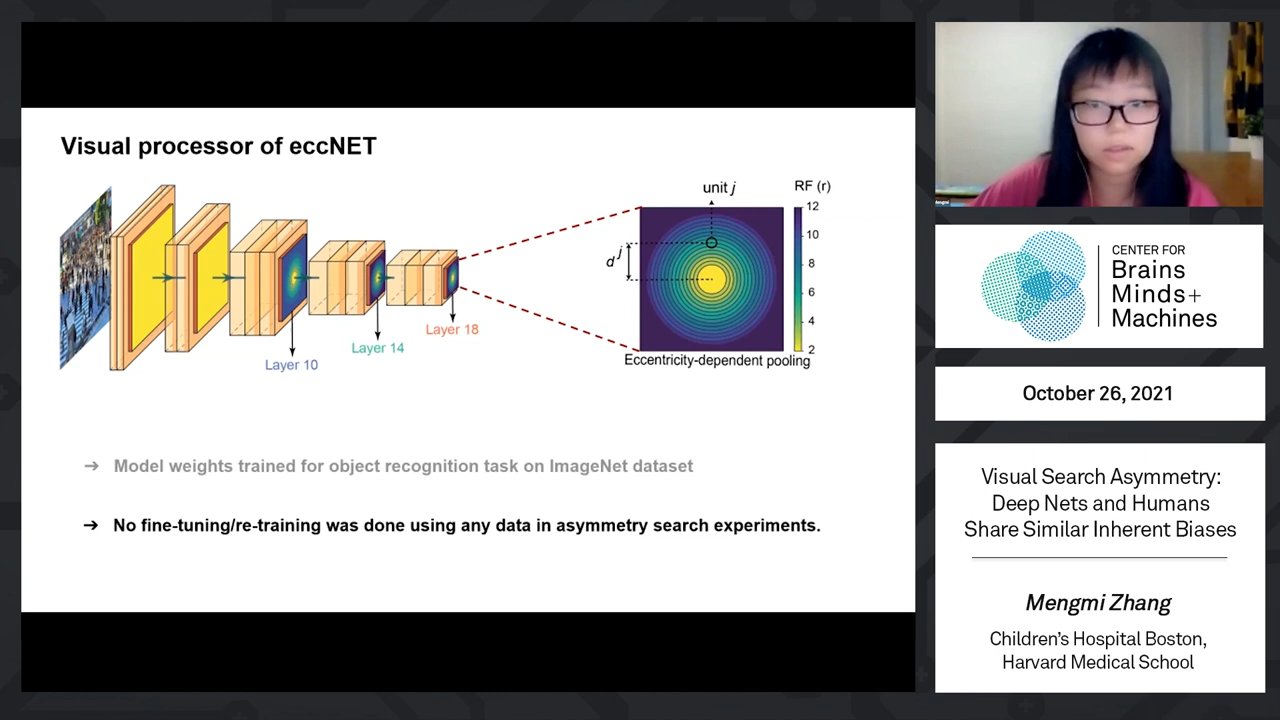 Visual processor of eccNET
Layer 10
Layer 14
Layer 18
unit j
RF (r)
d j
12
10
8
6
4
2
Eccentricity-dependent pooling
➔ Model weights trained for object recognition task on ImageNet dataset
➔ No fine-tuning/re-training was done using any data in asymmetry search experiments.
Mengmi
CENTER FOR
Brains
Minds+
Machines
October 26, 2021
Visual Search Asymmetry:
Deep Nets and Humans
Share Similar Inherent Biases
Mengmi Zhang
Children's Hospital Boston,
Harvard Medical School